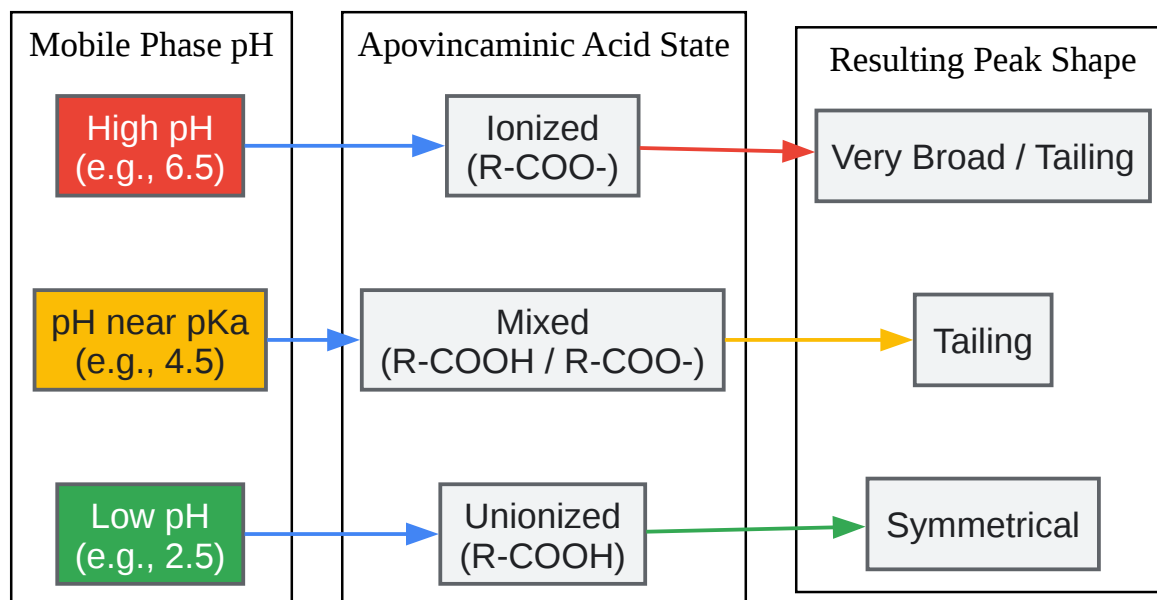 Mobile Phase pH
Apovincaminic Acid State
Resulting Peak Shape
High pH
(e.g., 6.5)
Ionized
(R-COO-)
Very Broad / Tailing
pH near pKa
(e.g., 4.5)
Mixed
(R-COOH / R-COO-)
Tailing
Low pH
(e.g., 2.5)
Unionized
(R-COOH)
Symmetrical